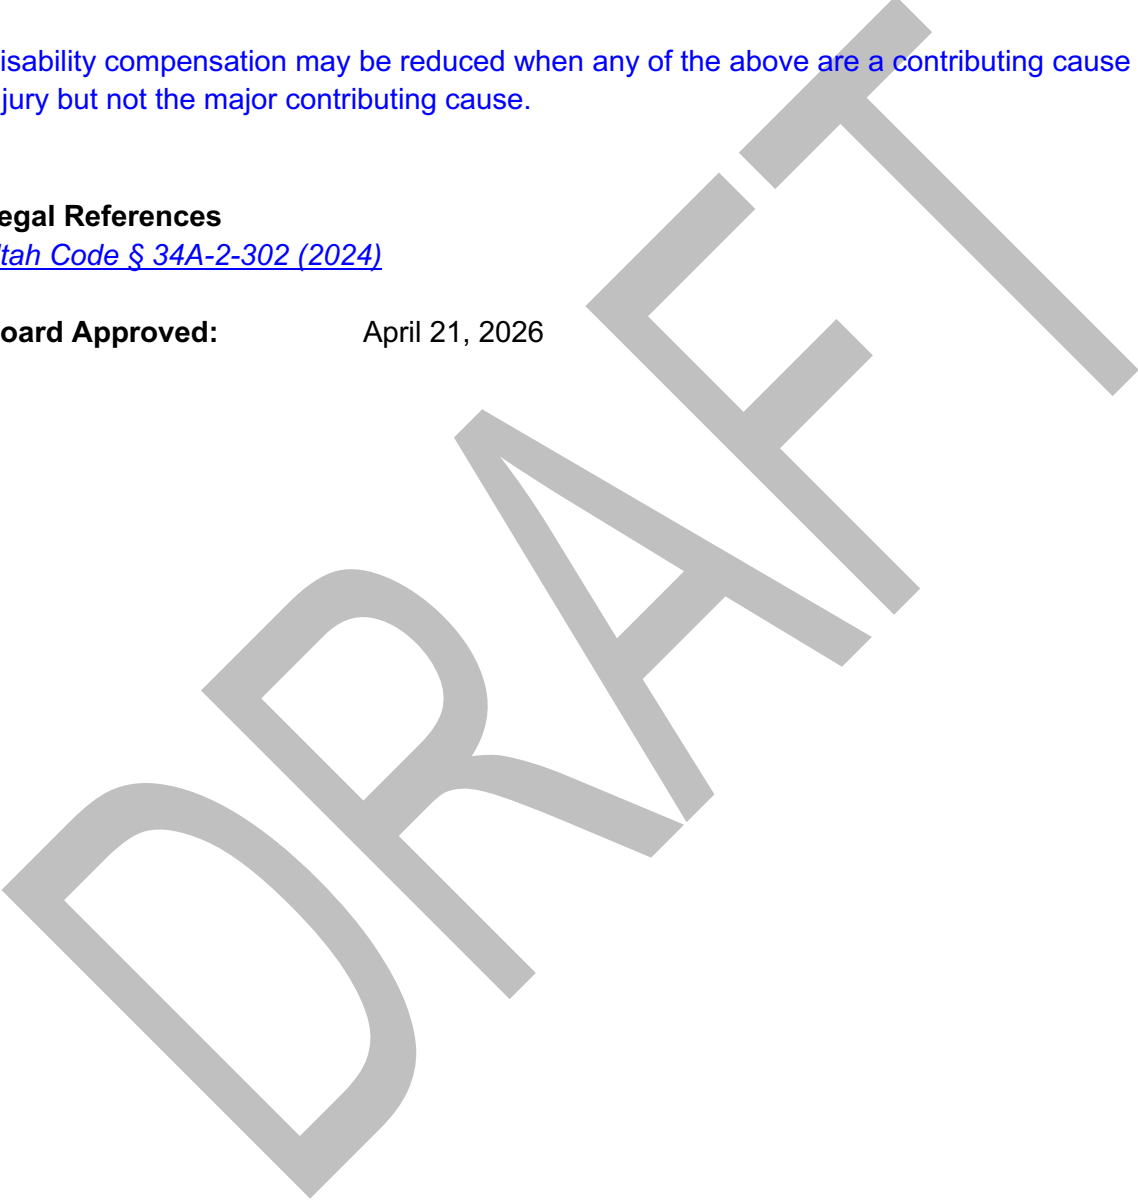 isability compensation may be reduced when any of the above are a contributing cause
jury but not the major contributing cause.
egal References
tah Code § 34A-2-302 (2024)
oard Approved: April 21, 2026
DRAFT